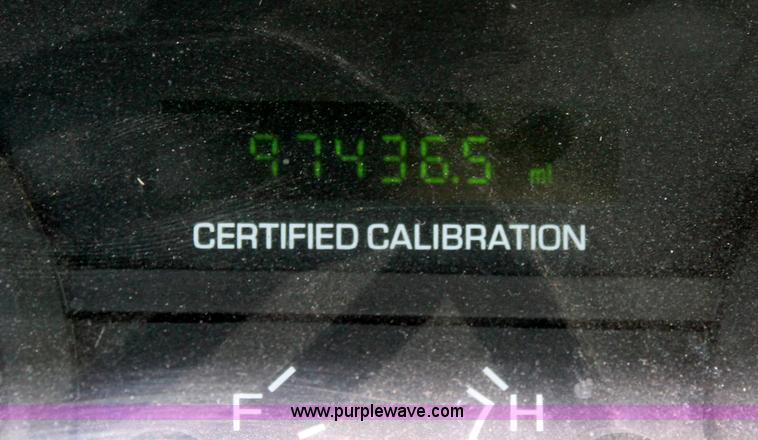 97436.5 mi
CERTIFIED CALIBRATION
F H
www.purplewave.com